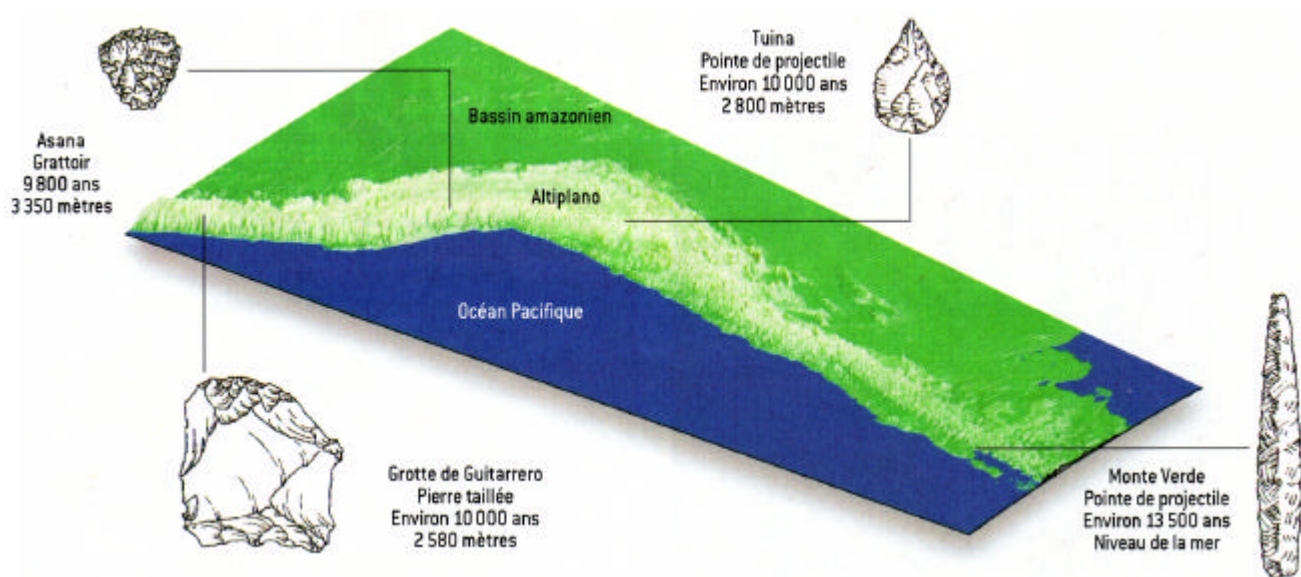 Tuina
Pointe de projectile
Environ 10 000 ans
2 800 mètres
Bassin amazonien
Asana
Grattoir
9 800 ans
3 350 mètres
Altiplano
Océan Pacifique
Grotte de Guitarrero
Pierre taillée
Environ 10 000 ans
2 580 mètres
Monte Verde
Pointe de projectile
Environ 13 500 ans
Niveau de la mer